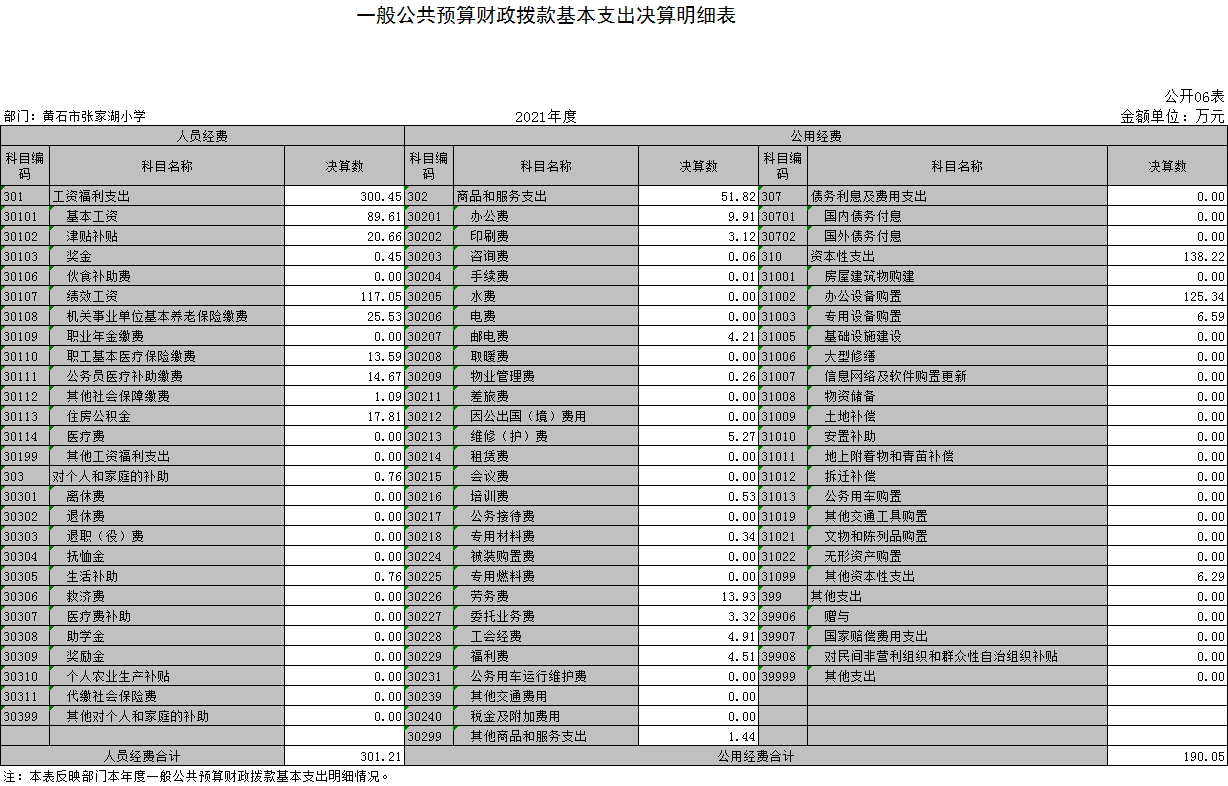 一般公共预算财政拨款基本支出决算明细表
公开06表
部门：黄石市张家湖小学 2021年度 金额单位：万元
人员经费 公用经费
科目编码 科目名称 决算数 科目编码 科目名称 决算数 科目编码 科目名称 决算数
301 工资福利支出 300.45 302 商品和服务支出 51.82 307 债务利息及费用支出 0.00
30101 基本工资 89.61 30201 办公费 9.91 30701 国内债务付息 0.00
30102 津贴补贴 20.66 30202 印刷费 3.12 30702 国外债务付息 0.00
30103 奖金 0.45 30203 咨询费 0.06 310 资本性支出 138.22
30106 伙食补助费 0.00 30204 手续费 0.01 31001 房屋建筑物购建 0.00
30107 绩效工资 117.05 30205 水费 0.00 31002 办公设备购置 125.34
30108 机关事业单位基本养老保险缴费 25.53 30206 电费 0.00 31003 专用设备购置 6.59
30109 职业年金缴费 0.00 30207 邮电费 4.21 31005 基础设施建设 0.00
30110 职工基本医疗保险缴费 13.59 30208 取暖费 0.00 31006 大型修缮 0.00
30111 公务员医疗补助缴费 14.67 30209 物业管理费 0.26 31007 信息网络及软件购置更新 0.00
30112 其他社会保障缴费 1.09 30211 差旅费 0.00 31008 物资储备 0.00
30113 住房公积金 17.81 30212 因公出国（境）费用 0.00 31009 土地补偿 0.00
30114 医疗费 0.00 30213 维修（护）费 5.27 31010 安置补助 0.00
30199 其他工资福利支出 0.00 30214 租赁费 0.00 31011 地上附着物和青苗补偿 0.00
303 对个人和家庭的补助 0.76 30215 会议费 0.00 31012 拆迁补偿 0.00
30301 离休费 0.00 30216 培训费 0.53 31013 公务用车购置 0.00
30302 退休费 0.00 30217 公务接待费 0.00 31019 其他交通工具购置 0.00
30303 退职（役）费 0.00 30218 专用材料费 0.34 31021 文物和陈列品购置 0.00
30304 抚恤金 0.00 30224 被装购置费 0.00 31022 无形资产购置 0.00
30305 生活补助 0.76 30225 专用燃料费 0.00 31099 其他资本性支出 6.29
30306 救济费 0.00 30226 劳务费 13.93 399 其他支出 0.00
30307 医疗费补助 0.00 30227 委托业务费 3.32 39906 赠与 0.00
30308 助学金 0.00 30228 工会经费 4.91 39907 国家赔偿费用支出 0.00
30309 奖励金 0.00 30229 福利费 4.51 39908 对民间非营利组织和群众性自治组织补贴 0.00
30310 个人农业生产补贴 0.00 30231 公务用车运行维护费 0.00 39999 其他支出 0.00
30311 代缴社会保险费 0.00 30239 其他交通费用 0.00
30399 其他对个人和家庭的补助 0.00 30240 税金及附加费用 0.00
30299 其他商品和服务支出 1.44
人员经费合计 301.21 公用经费合计 190.05
注：本表反映部门本年度一般公共预算财政拨款基本支出明细情况。